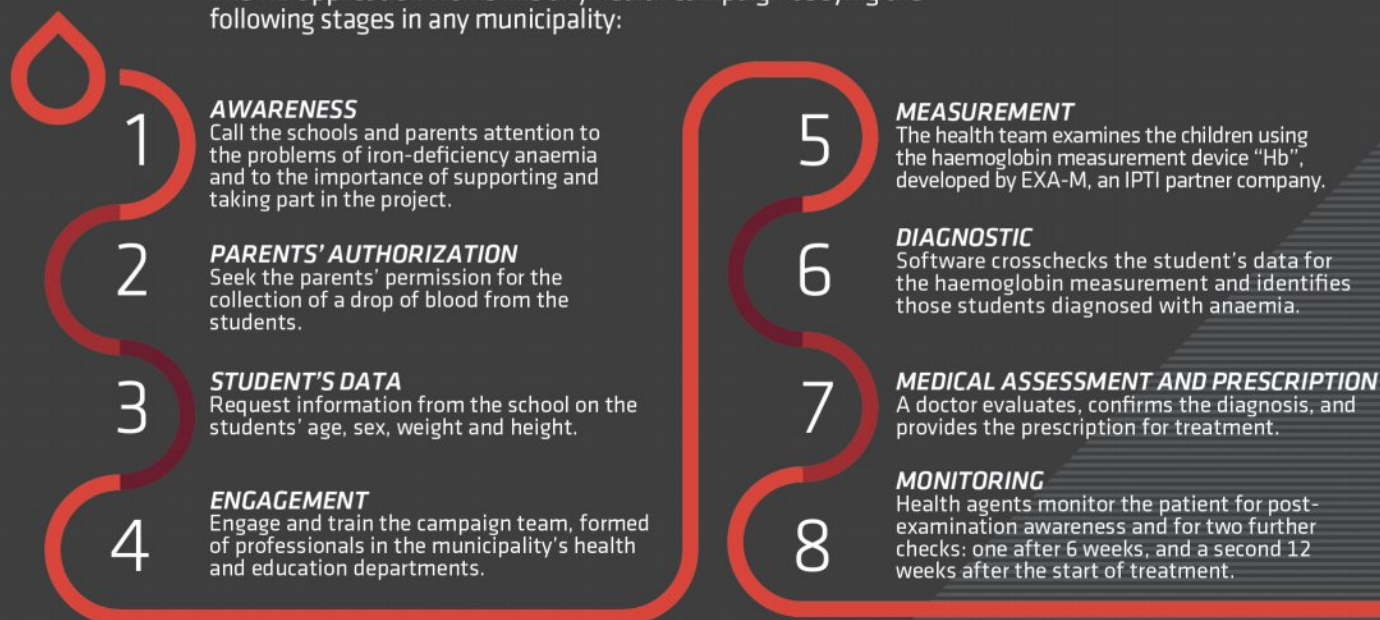 following stages in any municipality:
1
AWARENESS
Call the schools and parents attention to
the problems of iron-deficiency anaemia
and to the importance of supporting and
taking part in the project.
2
PARENTS' AUTHORIZATION
Seek the parents' permission for the
collection of a drop of blood from the
students.
3
STUDENT'S DATA
Request information from the school on the
students' age, sex, weight and height.
4
ENGAGEMENT
Engage and train the campaign team, formed
of professionals in the municipality's health
and education departments.
5
MEASUREMENT
The health team examines the children using
the haemoglobin measurement device “Hb”,
developed by EXA-M, an IPTI partner company.
6
DIAGNOSTIC
Software crosschecks the student's data for
the haemoglobin measurement and identifies
those students diagnosed with anaemia.
7
MEDICAL ASSESSMENT AND PRESCRIPTION
A doctor evaluates, confirms the diagnosis, and
provides the prescription for treatment.
8
MONITORING
Health agents monitor the patient for post-
examination awareness and for two further
checks: one after 6 weeks, and a second 12
weeks after the start of treatment.